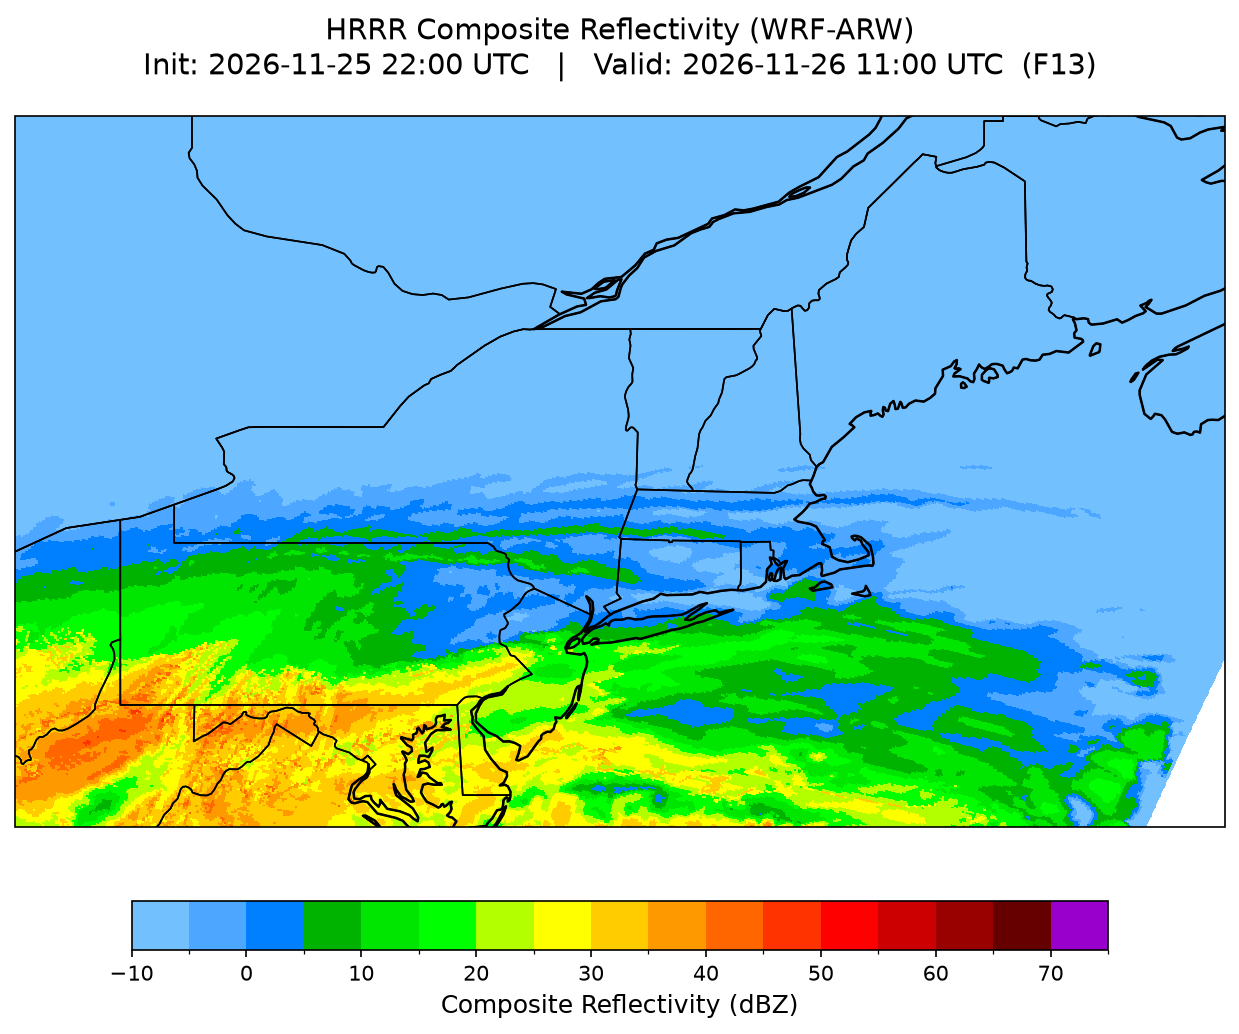 HRRR Composite Reflectivity (WRF-ARW)
Init: 2026-11-25 22:00 UTC   |   Valid: 2026-11-26 11:00 UTC  (F13)
−10 0 10 20 30 40 50 60 70
Composite Reflectivity (dBZ)